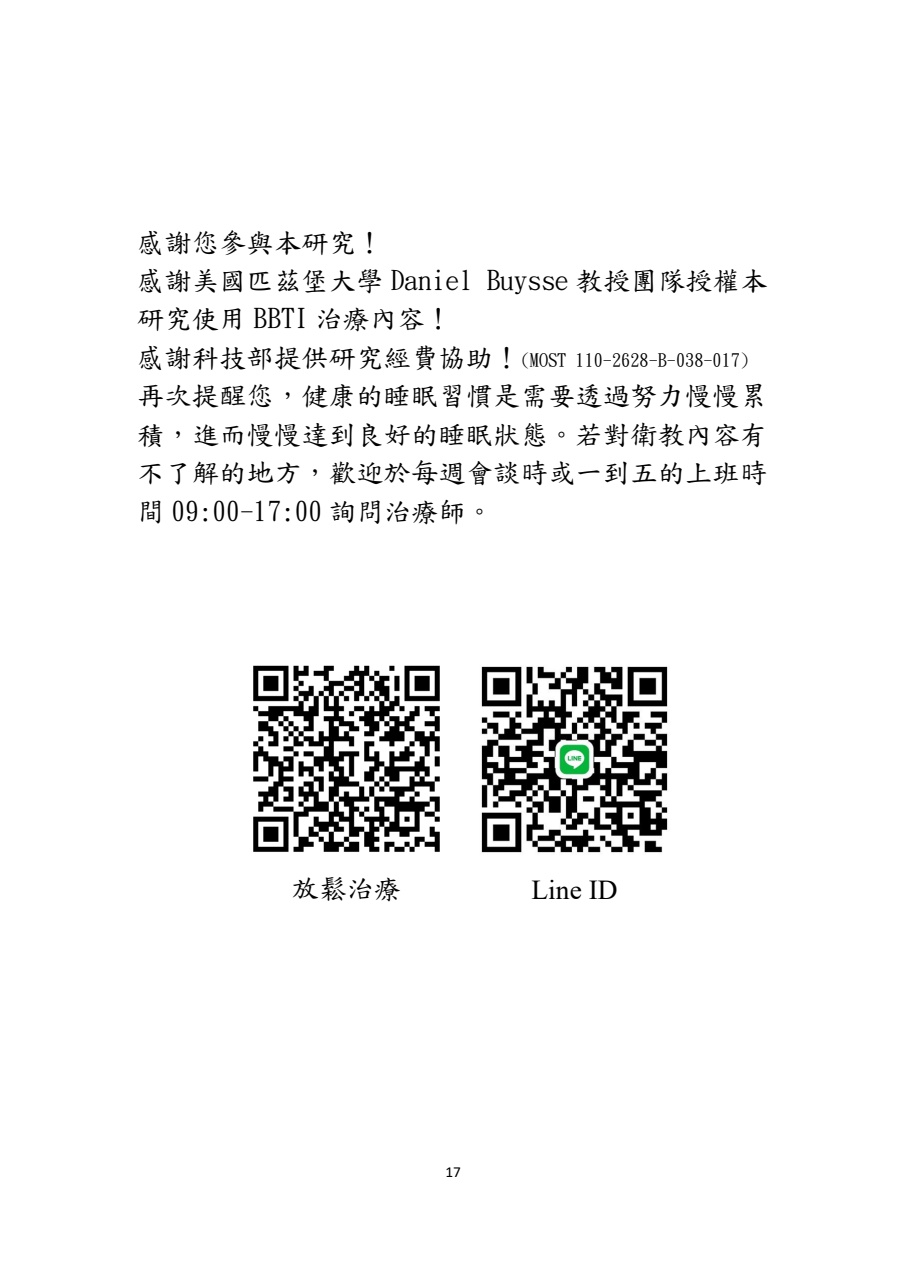 感謝您參與本研究！
感謝美國匹茲堡大學 Daniel Buysse 教授團隊授權本
研究使用 BBTI 治療內容！
感謝科技部提供研究經費協助！(MOST 110-2628-B-038-017)
再次提醒您，健康的睡眠習慣是需要透過努力慢慢累
積，進而慢慢達到良好的睡眠狀態。若對衛教內容有
不了解的地方，歡迎於每週會談時或一到五的上班時
間 09:00-17:00 詢問治療師。
LINE
放鬆治療 Line ID
17